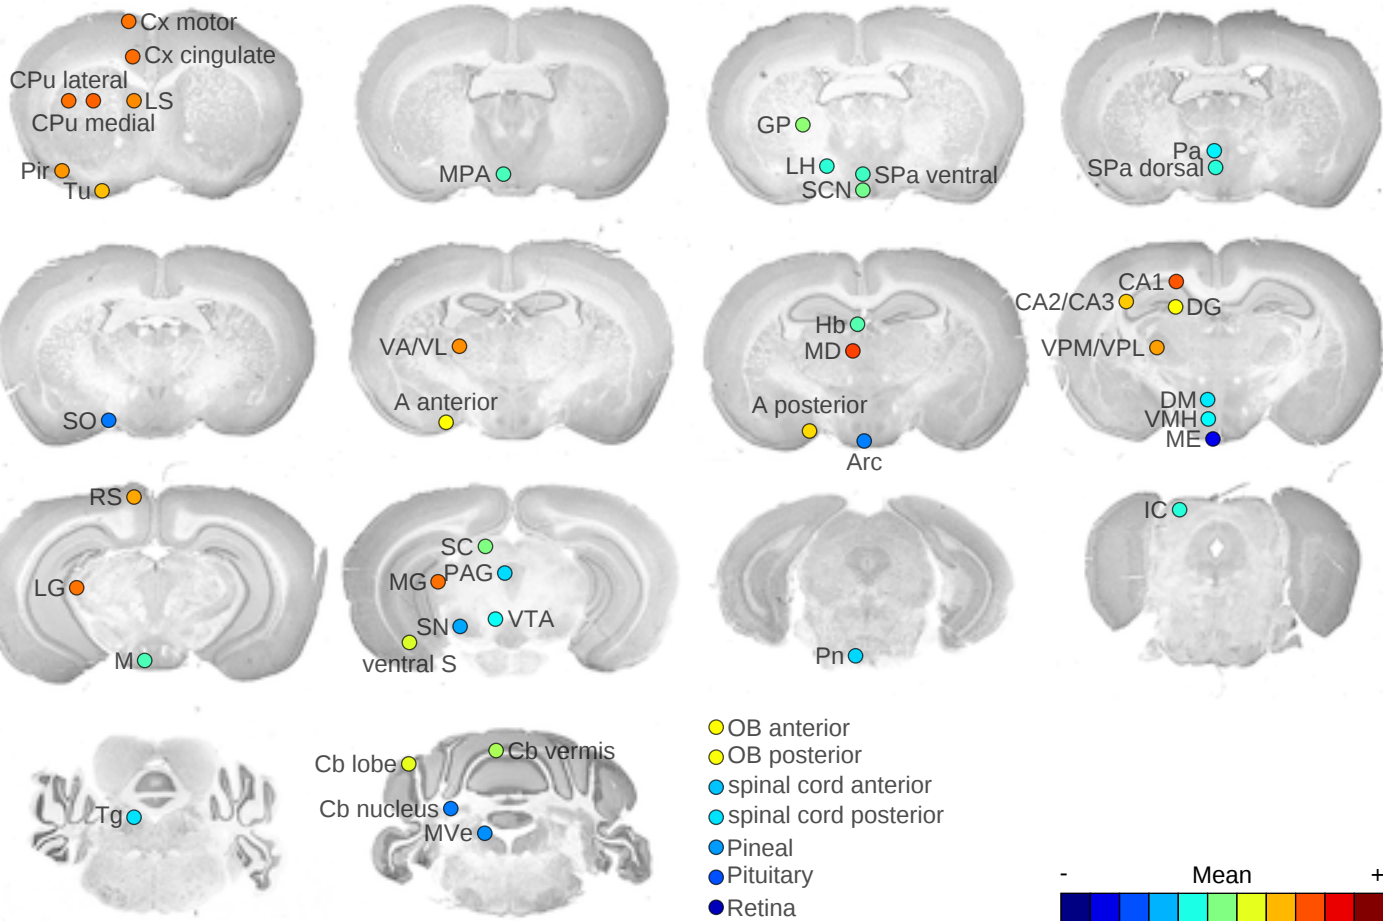 Cx motor
Cx cingulate
CPu lateral
LS
CPu medial
Pir
Tu
MPA
GP
LH
SPa ventral
SCN
Pa
SPa dorsal
SO
VA/VL
A anterior
Hb
MD
A posterior
Arc
CA1
CA2/CA3
DG
VPM/VPL
DM
VMH
ME
RS
LG
M
SC
MG
PAG
SN
VTA
ventral S
Pn
IC
Tg
Cb lobe
Cb vermis
Cb nucleus
MVe
OB anterior
OB posterior
spinal cord anterior
spinal cord posterior
Pineal
Pituitary
Retina
- Mean +